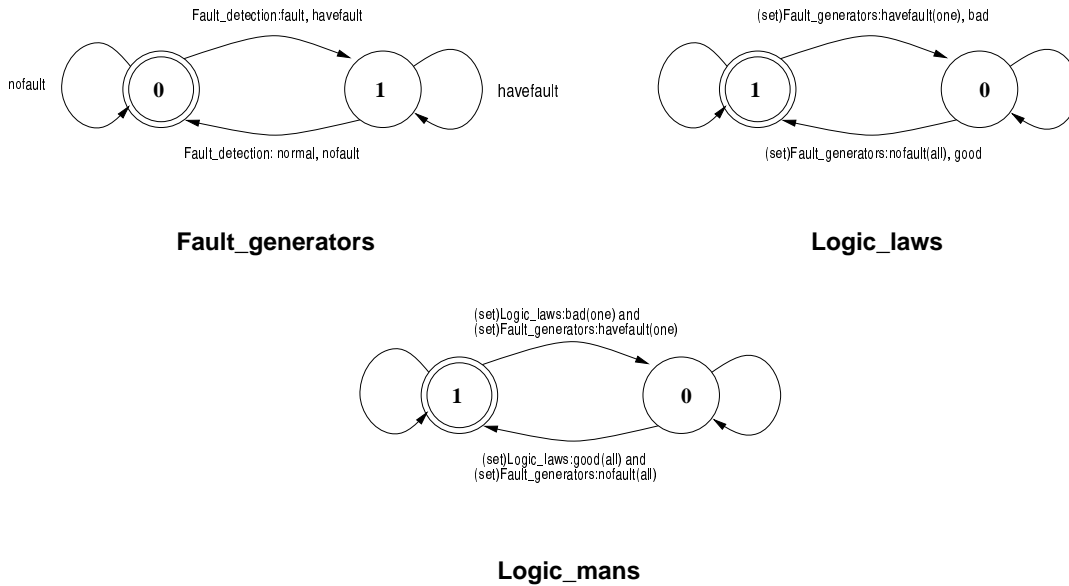 Fault_detection:fault, havefault
nofault
0
1
havefault
Fault_detection: normal, nofault
Fault_generators
(set)Fault_generators:havefault(one), bad
1
0
(set)Fault_generators:nofault(all), good
Logic_laws
(set)Logic_laws:bad(one) and
(set)Fault_generators:havefault(one)
1
0
(set)Logic_laws:good(all) and
(set)Fault_generators:nofault(all)
Logic_mans